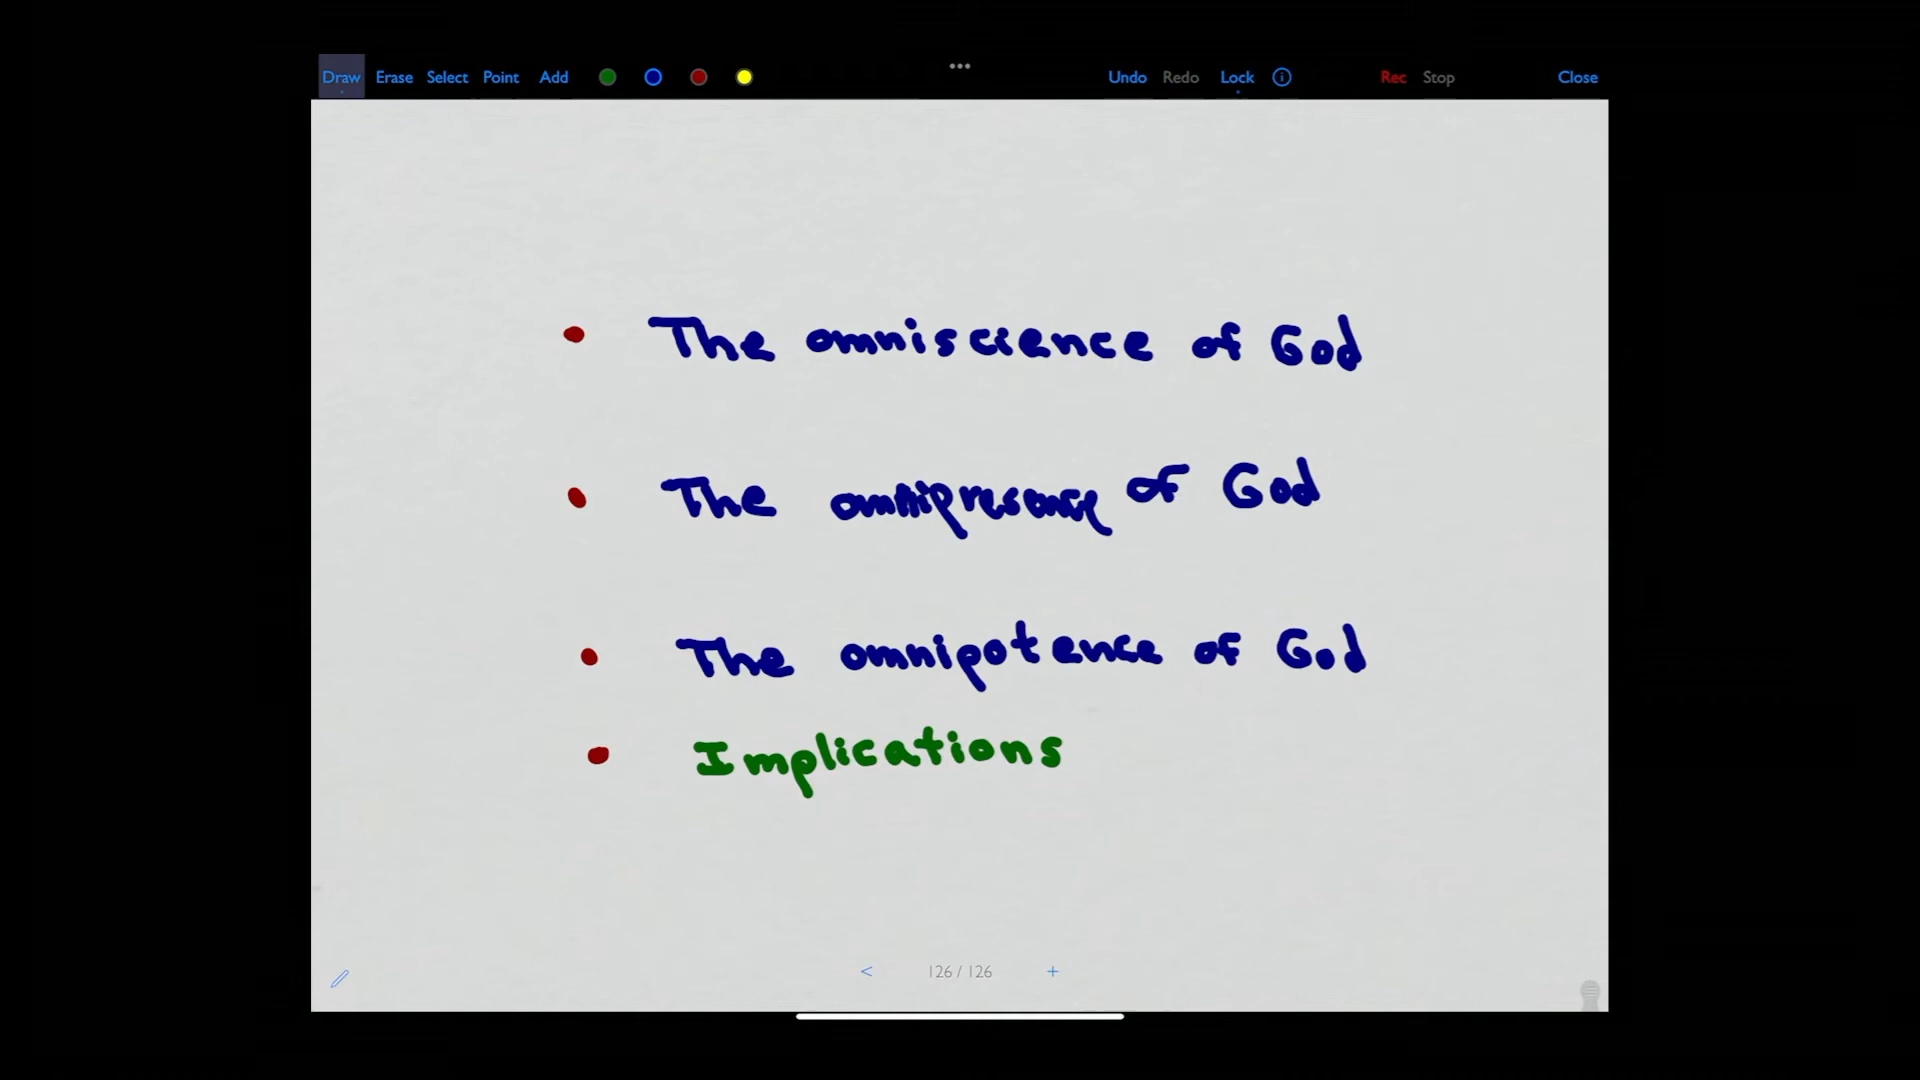 Draw Erase Select Point Add Undo Redo Lock Rec Stop Close
• The omniscience of God
• The omnipresence of God
• The omnipotence of God
• Implications
< 126 / 126 +